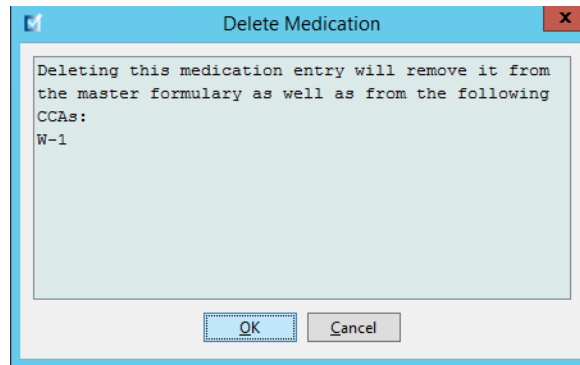 Delete Medication
x
Deleting this medication entry will remove it from
the master formulary as well as from the following
CCAs:
W-1
OK
Cancel